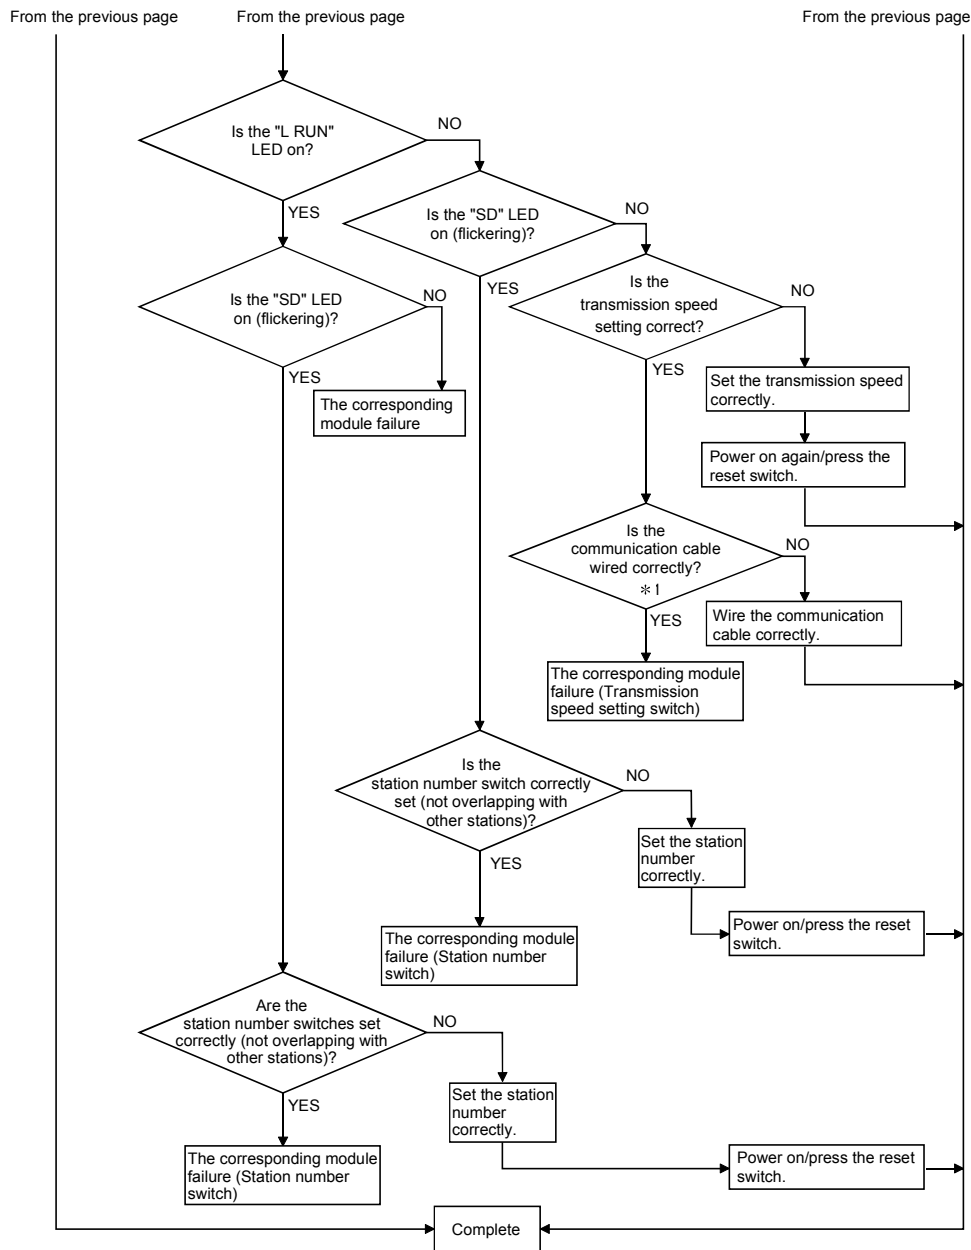 From the previous page
From the previous page
From the previous page
Is the "L RUN"
LED on?
NO
YES
Is the "SD" LED
on (flickering)?
NO
YES
Is the "SD" LED
on (flickering)?
NO
YES
The corresponding
module failure
Is the
transmission speed
setting correct?
NO
YES
Set the transmission speed
correctly.
Power on again/press the
reset switch.
Is the
communication cable
wired correctly?
*1
NO
YES
Wire the communication
cable correctly.
The corresponding module
failure (Transmission
speed setting switch)
Is the
station number switch correctly
set (not overlapping with
other stations)?
NO
YES
Set the station
number
correctly.
Power on/press the reset
switch.
The corresponding module
failure (Station number
switch)
Are the
station number switches set
correctly (not overlapping with
other stations)?
NO
YES
Set the station
number
correctly.
Power on/press the reset
switch.
The corresponding module
failure (Station number
switch)
Complete